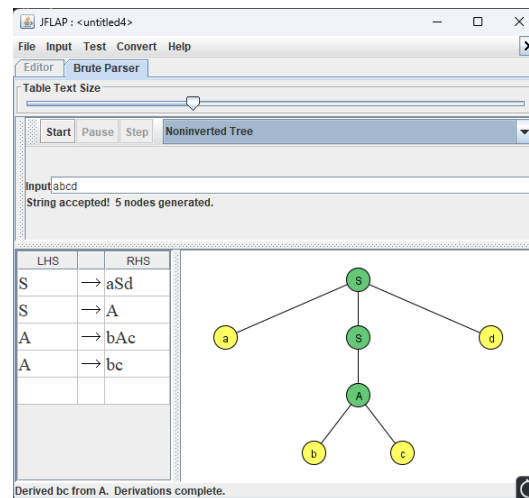 JFLAP : <untitled4>
File Input Test Convert Help
Editor Brute Parser
Table Text Size
Start Pause Step Noninverted Tree
Input abcd
String accepted! 5 nodes generated.
LHS RHS
S → aSd
S → A
A → bAc
A → bc
S
a S d
A
b c
Derived bc from A. Derivations complete.